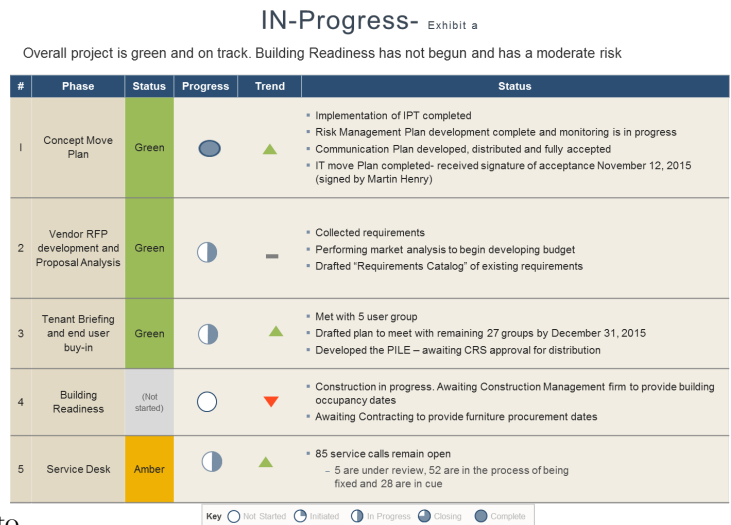 IN-Progress- Exhibit a
Overall project is green and on track. Building Readiness has not begun and has a moderate risk
# Phase Status Progress Trend Status
1 Concept Move Plan Green
Implementation of IPT completed
Risk Management Plan development complete and monitoring is in progress
Communication Plan developed, distributed and fully accepted
IT move Plan completed- received signature of acceptance November 12, 2015
(signed by Martin Henry)
2 Vendor RFP development and Proposal Analysis Green
Collected requirements
Performing market analysis to begin developing budget
Drafted “Requirements Catalog” of existing requirements
3 Tenant Briefing and end user buy-in Green
Met with 5 user group
Drafted plan to meet with remaining 27 groups by December 31, 2015
Developed the PILE – awaiting CRS approval for distribution
4 Building Readiness (Not started)
Construction in progress. Awaiting Construction Management firm to provide building
occupancy dates
Awaiting Contracting to provide furniture procurement dates
5 Service Desk Amber
85 service calls remain open
– 5 are under review, 52 are in the process of being
fixed and 28 are in cue
Key Not Started Initiated In Progress Closing Complete